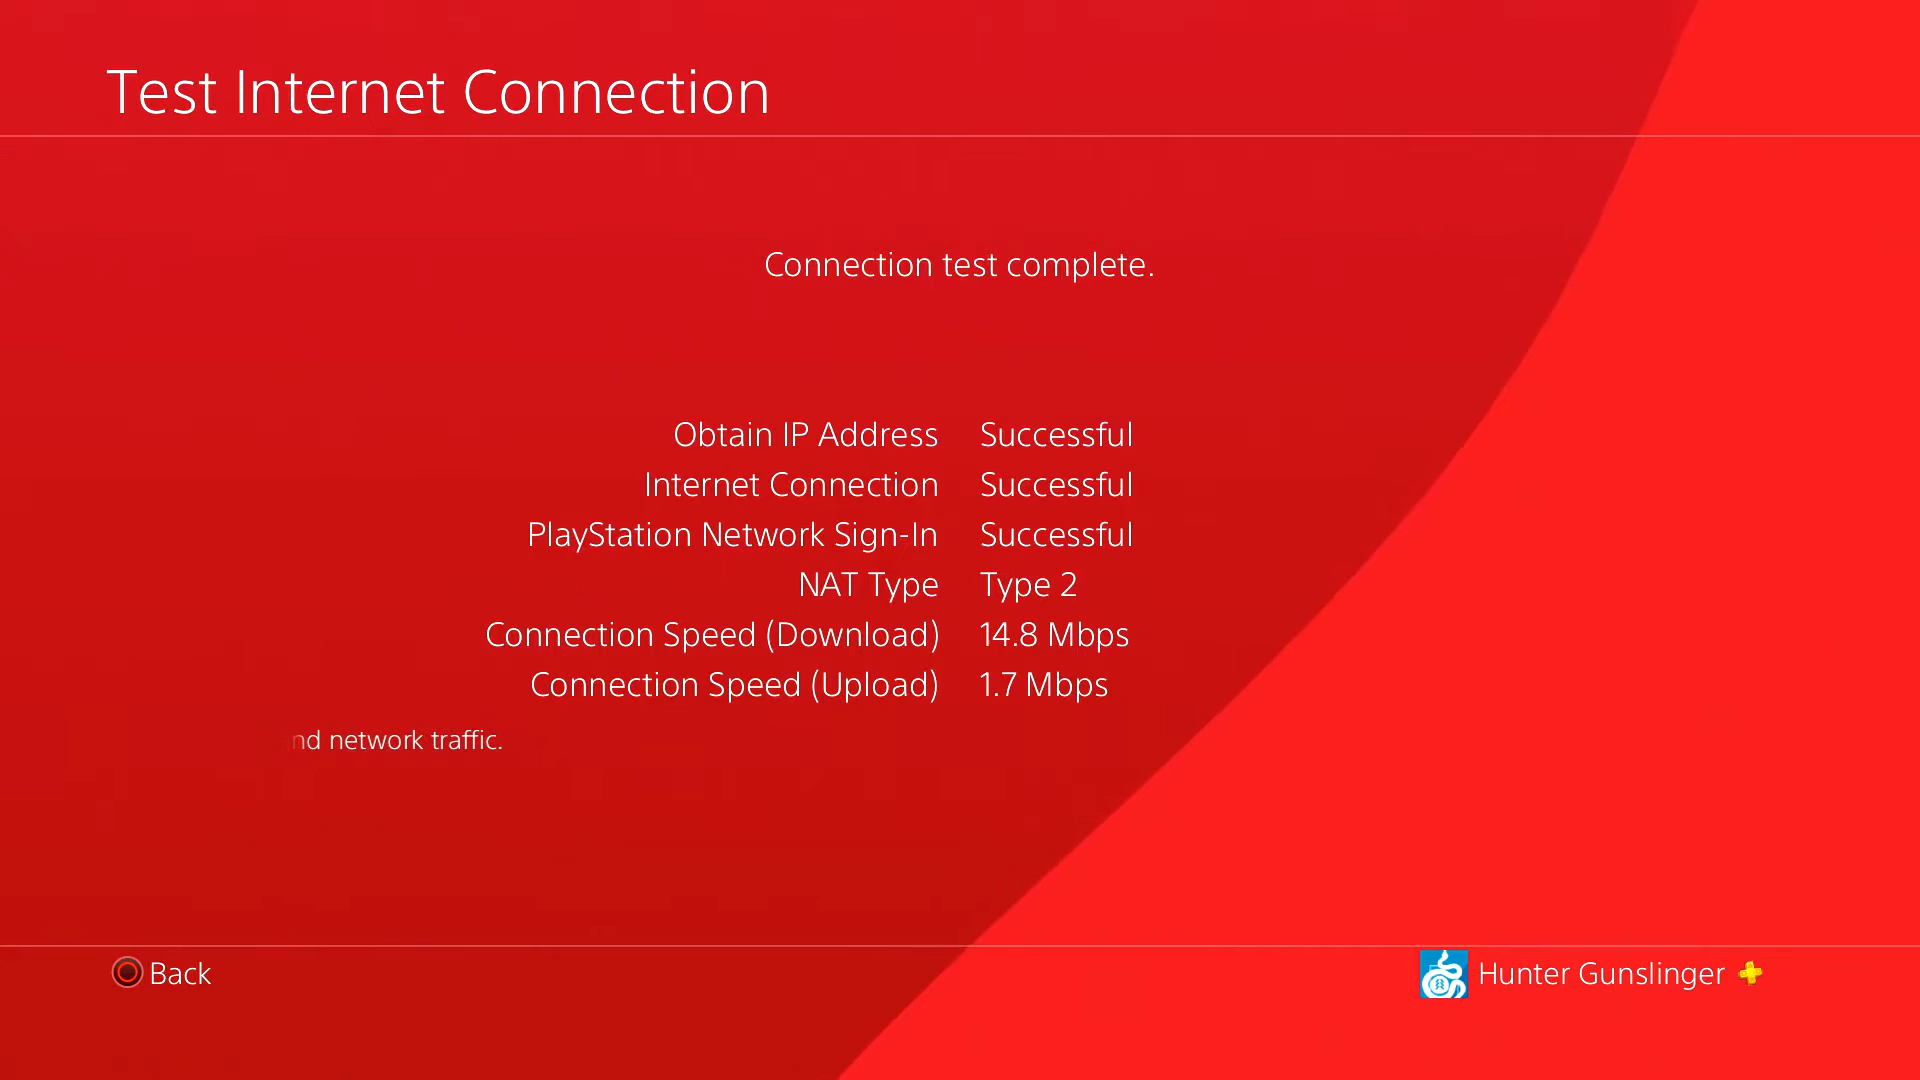 Test Internet Connection
Connection test complete.
Obtain IP Address Successful
Internet Connection Successful
PlayStation Network Sign-In Successful
NAT Type Type 2
Connection Speed (Download) 14.8 Mbps
Connection Speed (Upload) 1.7 Mbps
nd network traffic.
Back
Hunter Gunslinger